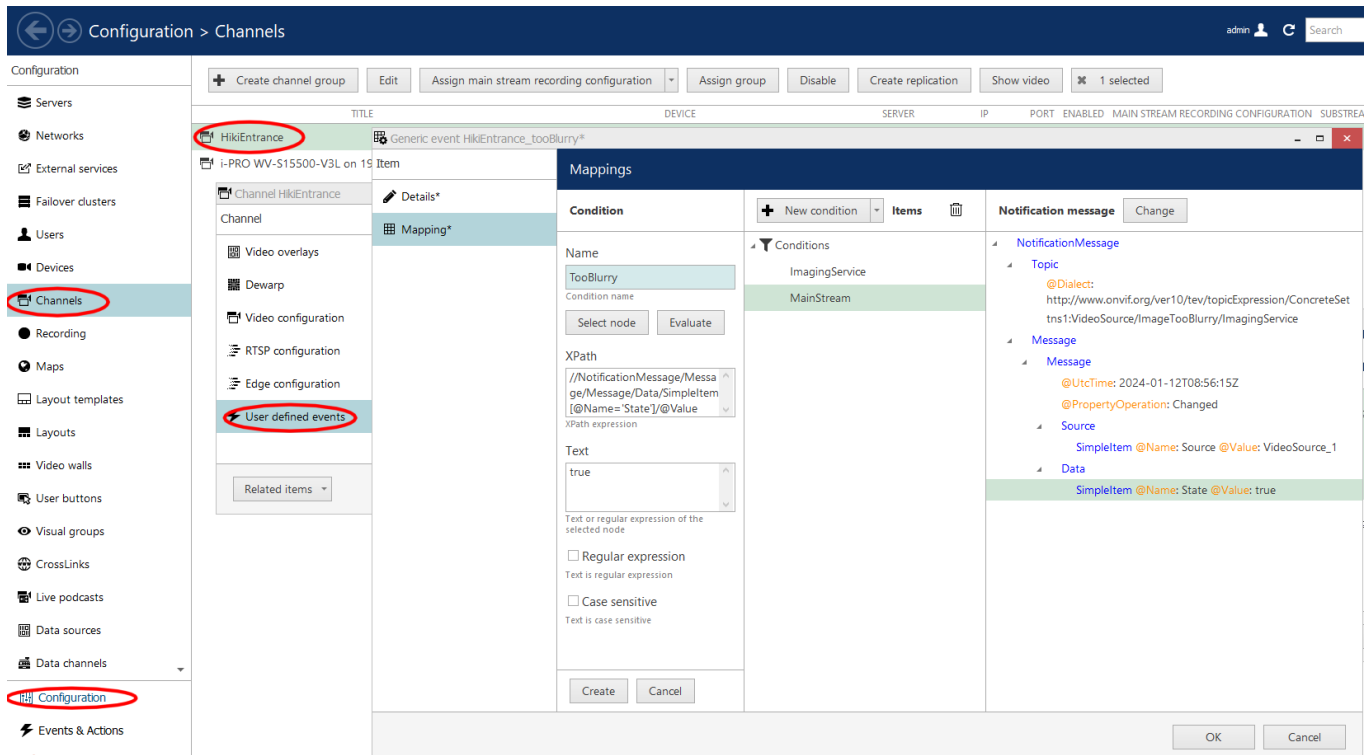 Configuration > Channels
admin
Search
Configuration
Servers
Networks
External services
Failover clusters
Users
Devices
Channels
Recording
Maps
Layout templates
Layouts
Video walls
User buttons
Visual groups
CrossLinks
Live podcasts
Data sources
Data channels
Configuration
Events & Actions
Create channel group
Edit
Assign main stream recording configuration
Assign group
Disable
Create replication
Show video
1 selected
TITLE DEVICE SERVER IP PORT ENABLED MAIN STREAM RECORDING CONFIGURATION SUBSTREA
HikiEntrance
i-PRO WV-S15500-V3L on 19
Channel HikiEntrance
Channel
Video overlays
Dewarp
Video configuration
RTSP configuration
Edge configuration
User defined events
Related items
Generic event HikiEntrance_tooBlurry*
Item
Details*
Mapping*
Mappings
Condition
Name
TooBlurry
Condition name
Select node
Evaluate
XPath
//NotificationMessage/Messa
ge/Message/Data/SimpleItem
[@Name='State']/@Value
XPath expression
Text
true
Text or regular expression of the
selected node
Regular expression
Text is regular expression
Case sensitive
Text is case sensitive
Create
Cancel
New condition
Items
Conditions
ImagingService
MainStream
Notification message
Change
NotificationMessage
Topic
@Dialect:
http://www.onvif.org/ver10/tev/topicExpression/ConcreteSet
tns1:VideoSource/ImageTooBlurry/ImagingService
Message
Message
@UtcTime: 2024-01-12T08:56:15Z
@PropertyOperation: Changed
Source
SimpleItem @Name: Source @Value: VideoSource_1
Data
SimpleItem @Name: State @Value: true
OK
Cancel